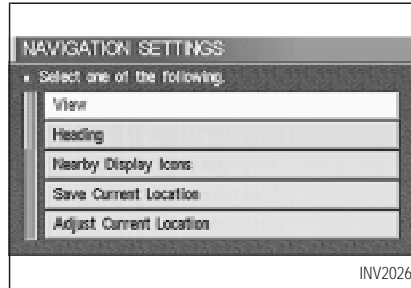 NAVIGATION SETTINGS
Select one of the following.
View
Heading
Nearby Display Icons
Save Current Location
Adjust Current Location
INV2026